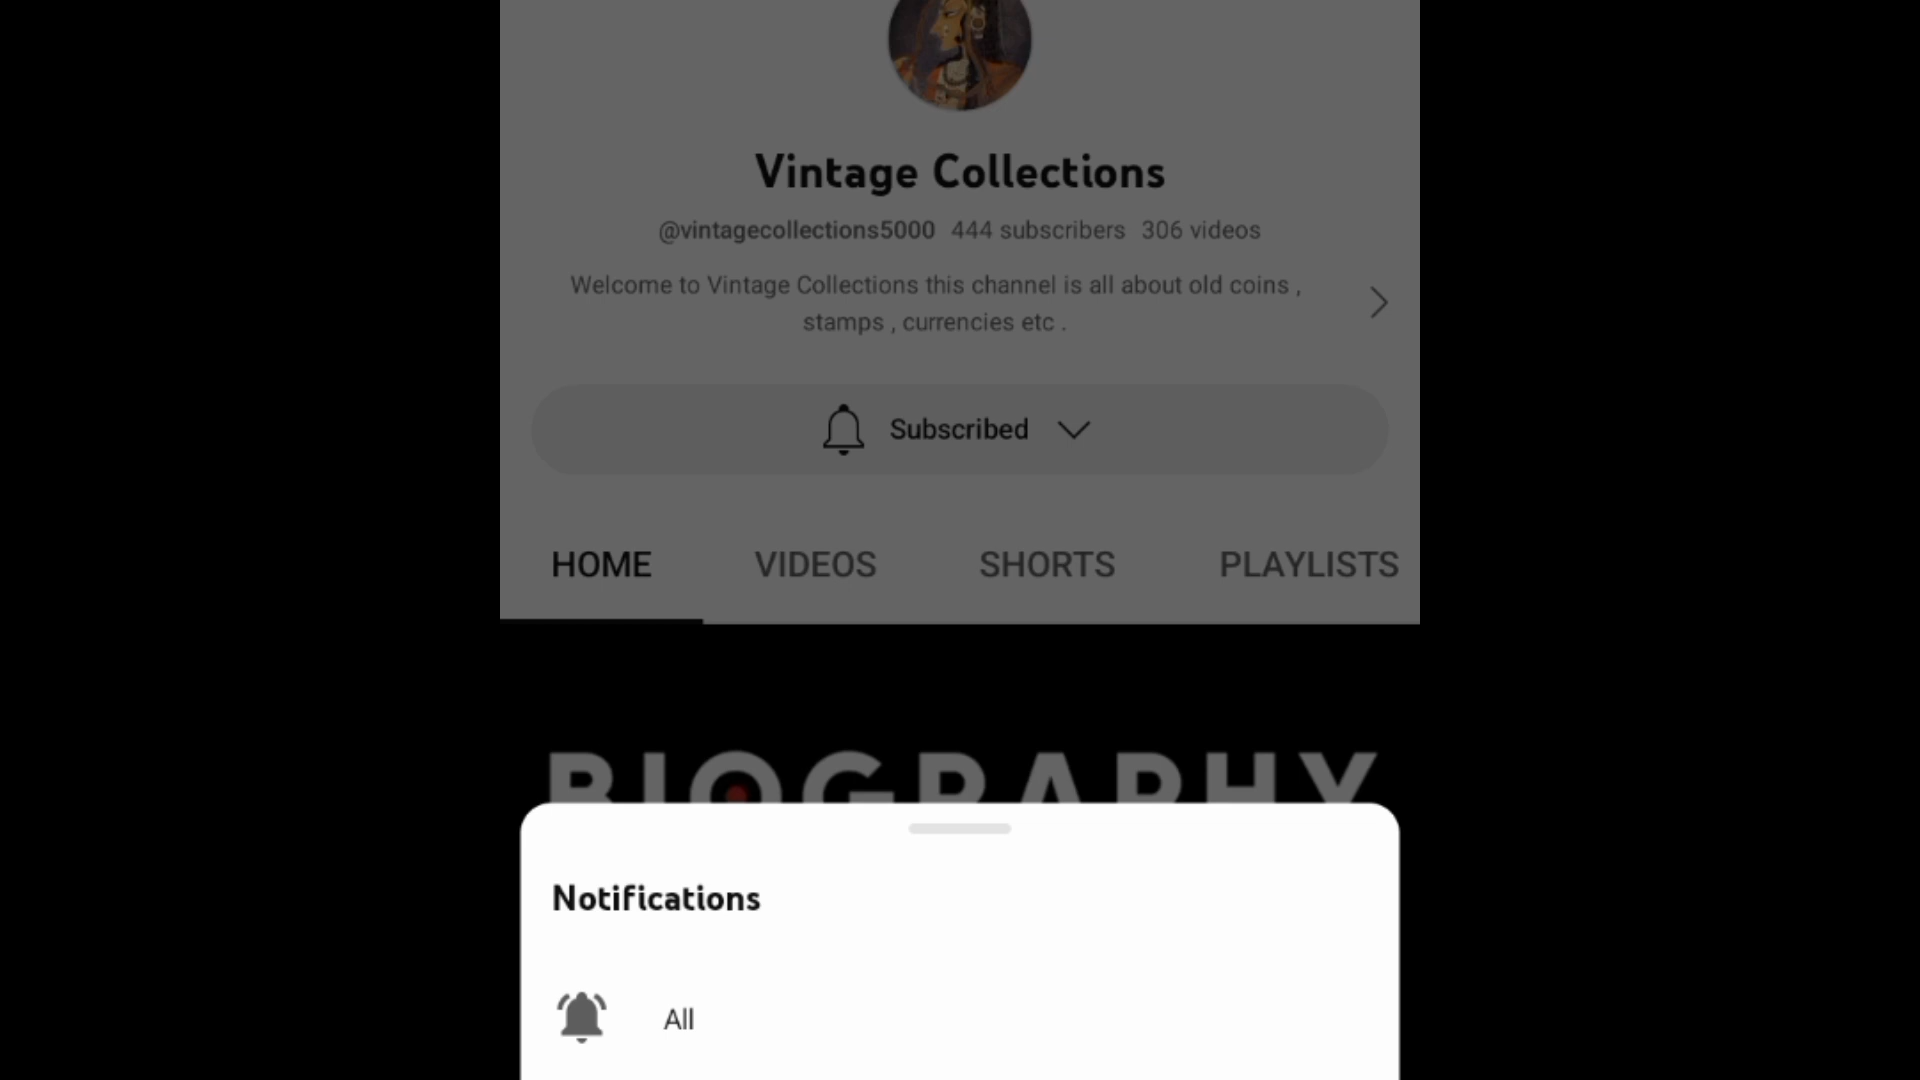 Vintage Collections
@vintagecollections5000 444 subscribers 306 videos
Welcome to Vintage Collections this channel is all about old coins ,
stamps , currencies etc .
Subscribed
HOME VIDEOS SHORTS PLAYLISTS
BIOGRAPHY
Notifications
All